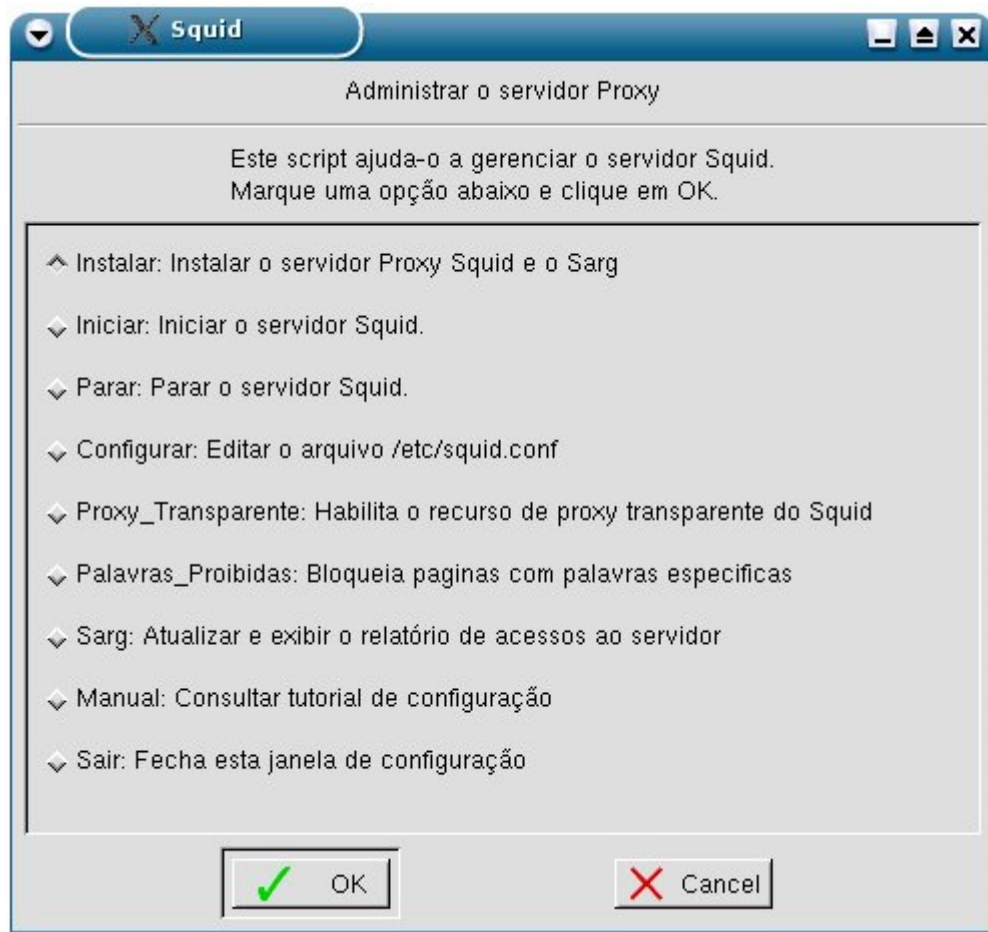 Squid
Administrar o servidor Proxy
Este script ajuda-o a gerenciar o servidor Squid.
Marque uma opção abaixo e clique em OK.
Instalar: Instalar o servidor Proxy Squid e o Sarg
Iniciar: Iniciar o servidor Squid.
Parar: Parar o servidor Squid.
Configurar: Editar o arquivo /etc/squid.conf
Proxy_Transparente: Habilita o recurso de proxy transparente do Squid
Palavras_Proibidas: Bloqueia paginas com palavras especificas
Sarg: Atualizar e exibir o relatório de acessos ao servidor
Manual: Consultar tutorial de configuração
Sair: Fecha esta janela de configuração
OK Cancel